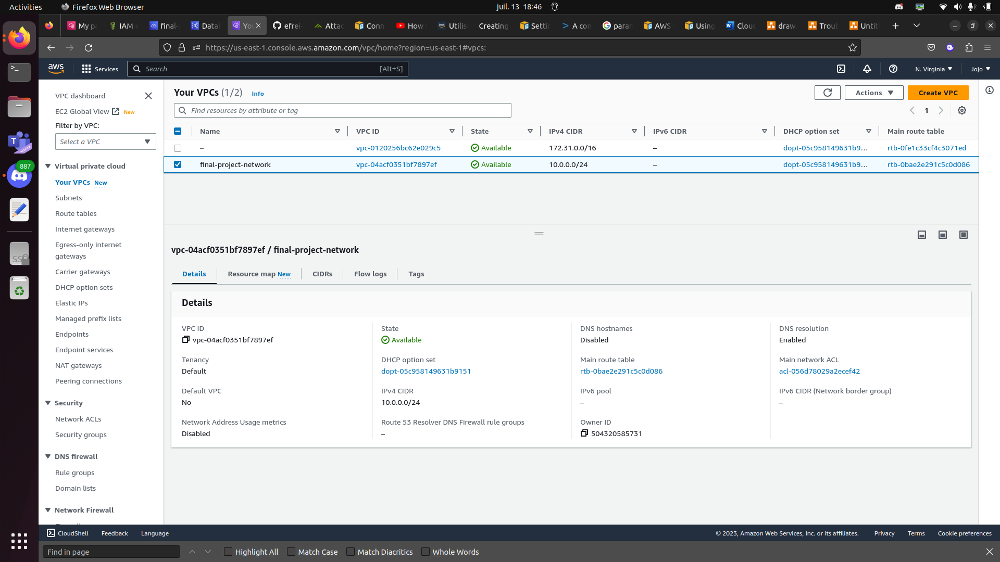 Activities
Firefox Web Browser
juil. 13 18:46
My pa
IAM >
final-
Datab
You
efrei-
Attac
Conn
How
Utilis
Creating
Settin
A con
param
AWS
Using
Cloud
draw.
Troub
Untitl
https://us-east-1.console.aws.amazon.com/vpc/home?region=us-east-1#vpcs:
aws
Services
Search
[Alt+S]
N. Virginia
Jojo
887
SSD
VPC dashboard
EC2 Global View New
Filter by VPC:
Select a VPC
Virtual private cloud
Your VPCs New
Subnets
Route tables
Internet gateways
Egress-only internet
gateways
Carrier gateways
DHCP option sets
Elastic IPs
Managed prefix lists
Endpoints
Endpoint services
NAT gateways
Peering connections
Security
Network ACLs
Security groups
DNS firewall
Rule groups
Domain lists
Network Firewall
Your VPCs (1/2) Info
Actions
Create VPC
Find resources by attribute or tag
1
Name VPC ID State IPv4 CIDR IPv6 CIDR DHCP option set Main route table
– vpc-0120256bc62e029c5 Available 172.31.0.0/16 – dopt-05c958149631b9… rtb-0fe1c33cf4c3071ed
final-project-network vpc-04acf0351bf7897ef Available 10.0.0.0/24 – dopt-05c958149631b9… rtb-0bae2e291c5c0d086
vpc-04acf0351bf7897ef / final-project-network
Details Resource map New CIDRs Flow logs Tags
Details
VPC ID State DNS hostnames DNS resolution
vpc-04acf0351bf7897ef Available Disabled Enabled
Tenancy DHCP option set Main route table Main network ACL
Default dopt-05c958149631b9151 rtb-0bae2e291c5c0d086 acl-056d78029a2ecef42
Default VPC IPv4 CIDR IPv6 pool IPv6 CIDR (Network border group)
No 10.0.0.0/24 – –
Network Address Usage metrics Route 53 Resolver DNS Firewall rule groups Owner ID
Disabled – 504320585731
CloudShell Feedback Language
© 2023, Amazon Web Services, Inc. or its affiliates. Privacy Terms Cookie preferences
Find in page
Highlight All Match Case Match Diacritics Whole Words